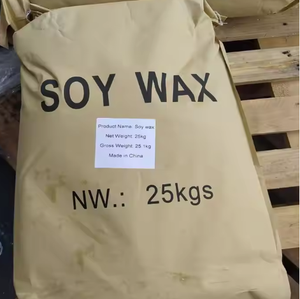 SOY WAX
Product Name: Soy wax
Net Weight: 25kg
Gross Weight: 25.1kg
Made in China
NW.: 25kgs